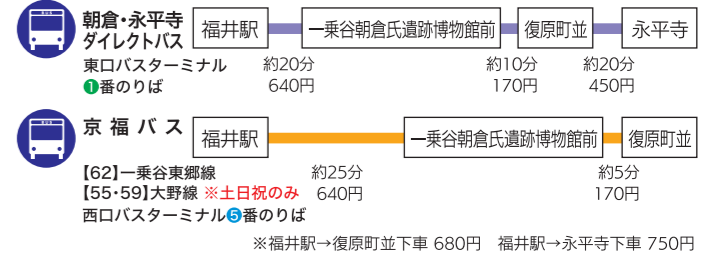 朝倉・永平寺
ダイレクトバス
福井駅 一乗谷朝倉氏遺跡博物館前 復原町並 永平寺
東口バスターミナル 約20分 約10分 約20分
❶番のりば 640円 170円 450円
京福バス 福井駅 一乗谷朝倉氏遺跡博物館前 復原町並
【62】一乗谷東郷線 約25分 約5分
【55・59】大野線 ※土日祝のみ 640円 170円
西口バスターミナル❺番のりば
※福井駅→復原町並下車 680円 福井駅→永平寺下車 750円